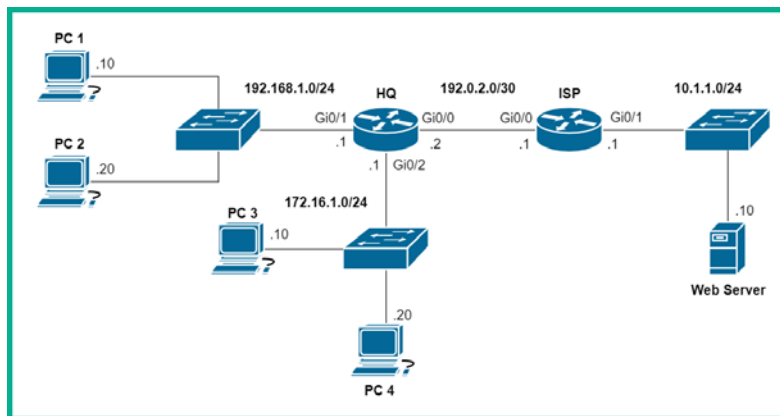 PC 1
.10
192.168.1.0/24
HQ
192.0.2.0/30
ISP
10.1.1.0/24
Gi0/1
Gi0/0
Gi0/0
Gi0/1
.1
.2
.1
.1
PC 2
.20
.1
Gi0/2
172.16.1.0/24
PC 3
.10
.10
Web Server
.20
PC 4